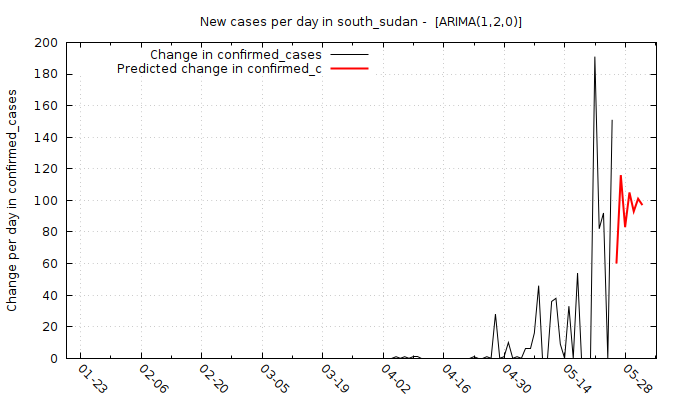 New cases per day in south_sudan -  [ARIMA(1,2,0)]
Change in confirmed_cases
Predicted change in confirmed_c
Change per day in confirmed_cases
200
180
160
140
120
100
80
60
40
20
0
01-23 02-06 02-20 03-05 03-19 04-02 04-16 04-30 05-14 05-28